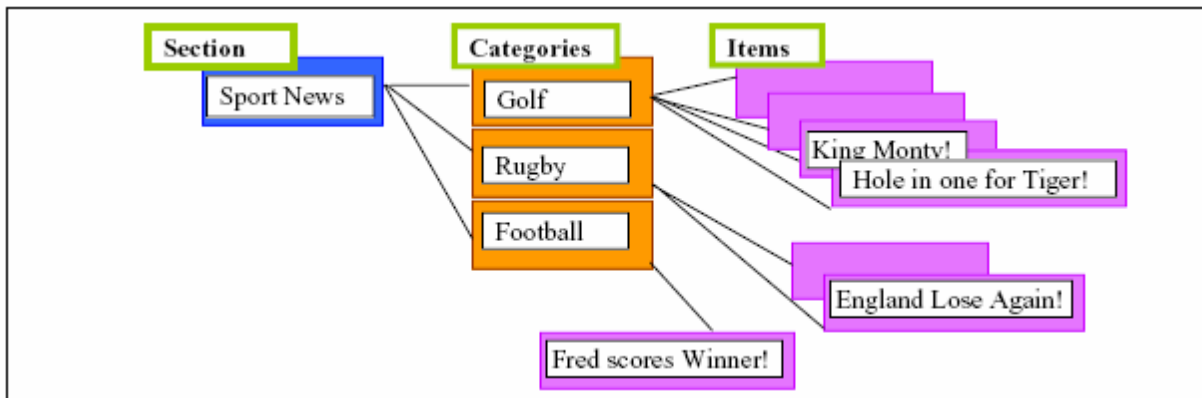 Section
Categories
Items
Sport News
Golf
King Monty!
Hole in one for Tiger!
Rugby
Football
England Lose Again!
Fred scores Winner!